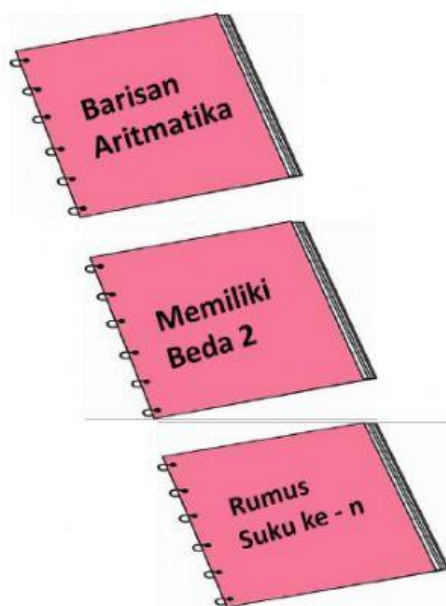 Barisan
Aritmatika
Memiliki
Beda 2
Rumus
Suku ke - n